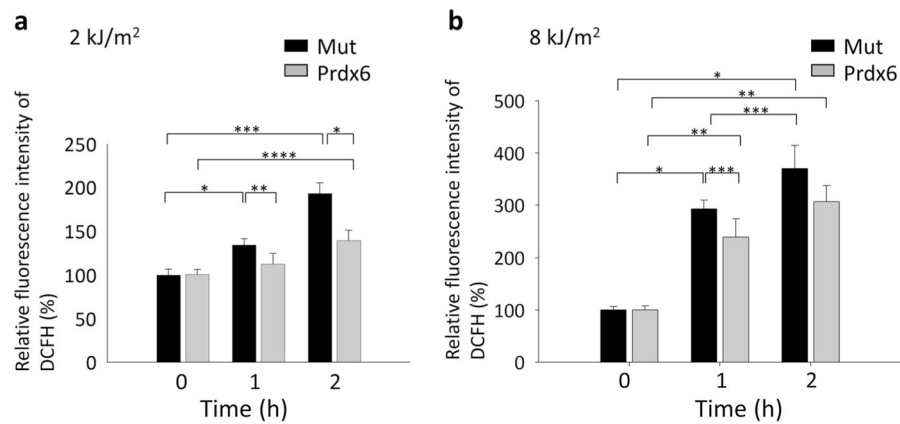 a
2 kJ/m²
Mut
Prdx6
Relative fluorescence intensity of
DCFH (%)
250
200
150
100
50
0
***
*
****
*
**
0 1 2
Time (h)
b
8 kJ/m²
Mut
Prdx6
Relative fluorescence intensity of
DCFH (%)
500
400
300
200
100
0
*
**
***
**
*
***
0 1 2
Time (h)